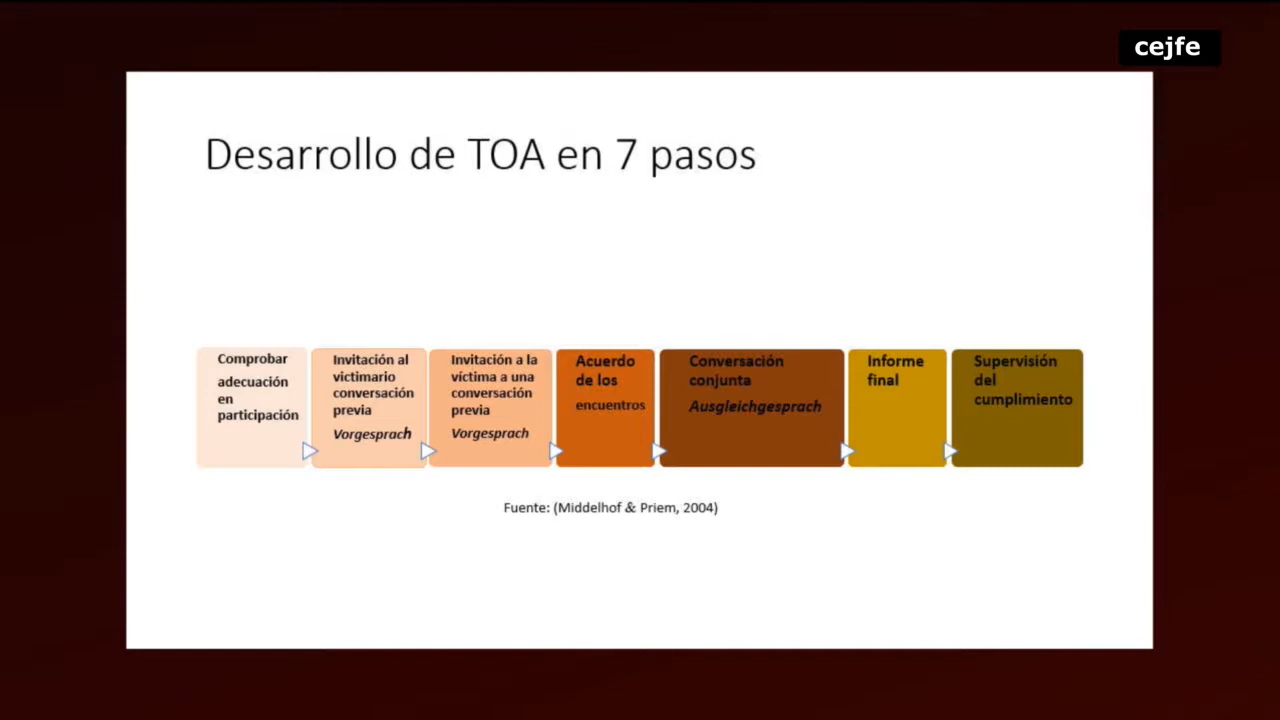 cejfe
Desarrollo de TOA en 7 pasos
Comprobar
adecuación
en
participación
Invitación al
victimario
conversación
previa
Vorgesprach
Invitación a la
víctima a una
conversación
previa
Vorgesprach
Acuerdo
de los
encuentros
Conversación
conjunta
Ausgleichgesprach
Informe
final
Supervisión
del
cumplimiento
Fuente: (Middelhof & Priem, 2004)